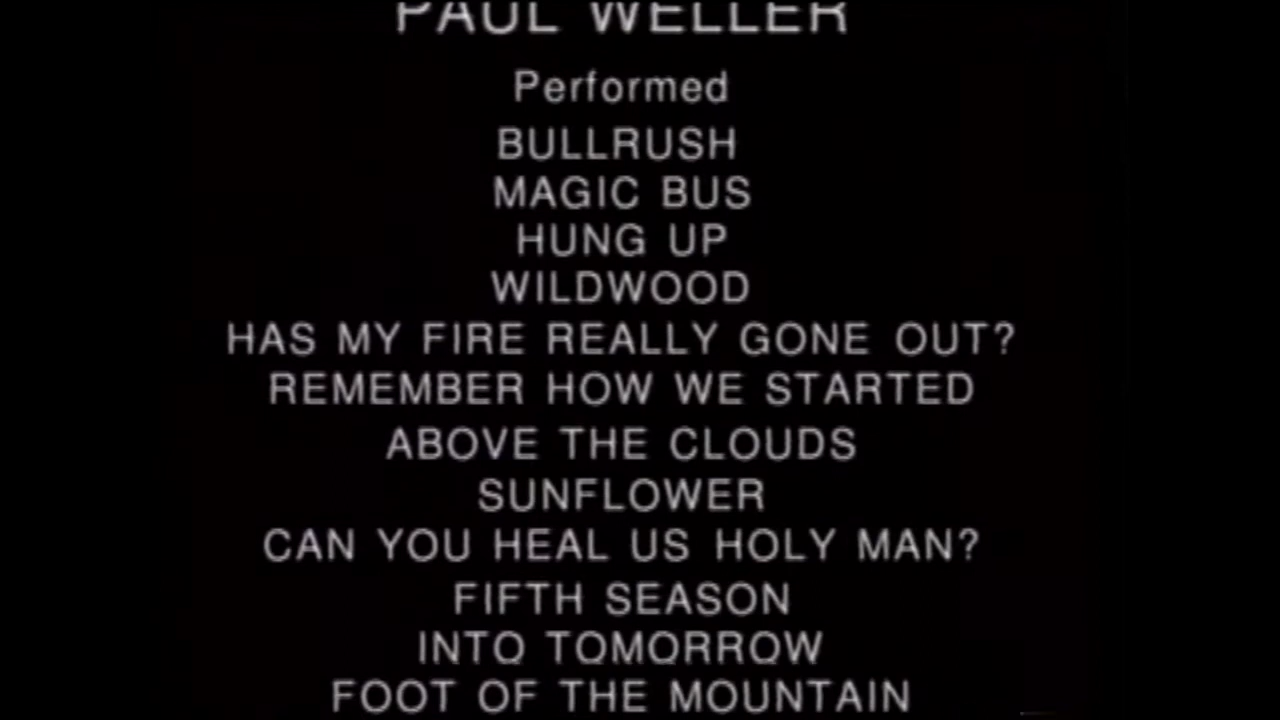 PAUL WELLER
Performed
BULLRUSH
MAGIC BUS
HUNG UP
WILDWOOD
HAS MY FIRE REALLY GONE OUT?
REMEMBER HOW WE STARTED
ABOVE THE CLOUDS
SUNFLOWER
CAN YOU HEAL US HOLY MAN?
FIFTH SEASON
INTO TOMORROW
FOOT OF THE MOUNTAIN